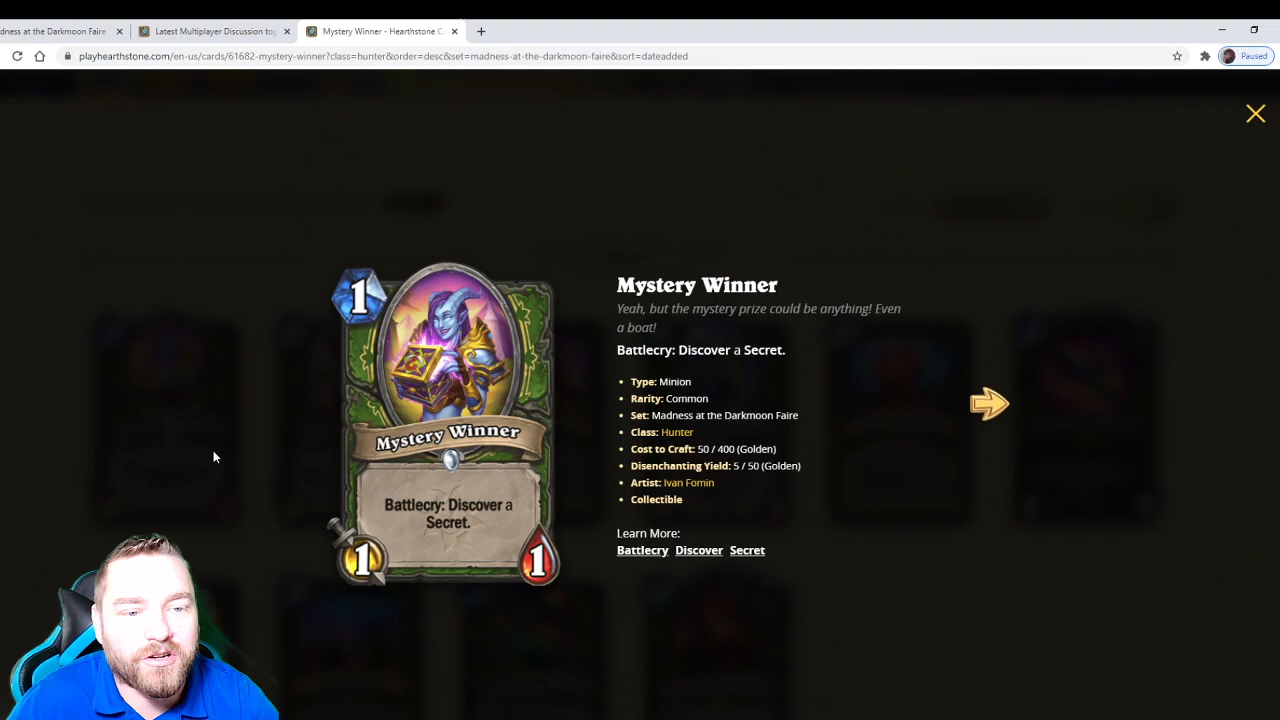 dness at the Darkmoon Faire
Latest Multiplayer Discussion top
Mystery Winner - Hearthstone C
playhearthstone.com/en-us/cards/61682-mystery-winner?class=hunter&order=desc&set=madness-at-the-darkmoon-faire&sort=dateadded
Paused
1
Mystery Winner
Battlecry: Discover a
Secret.
1
1
Mystery Winner
Yeah, but the mystery prize could be anything! Even
a boat!
Battlecry: Discover a Secret.
Type: Minion
Rarity: Common
Set: Madness at the Darkmoon Faire
Class: Hunter
Cost to Craft: 50 / 400 (Golden)
Disenchanting Yield: 5 / 50 (Golden)
Artist: Ivan Fomin
Collectible
Learn More:
Battlecry Discover Secret